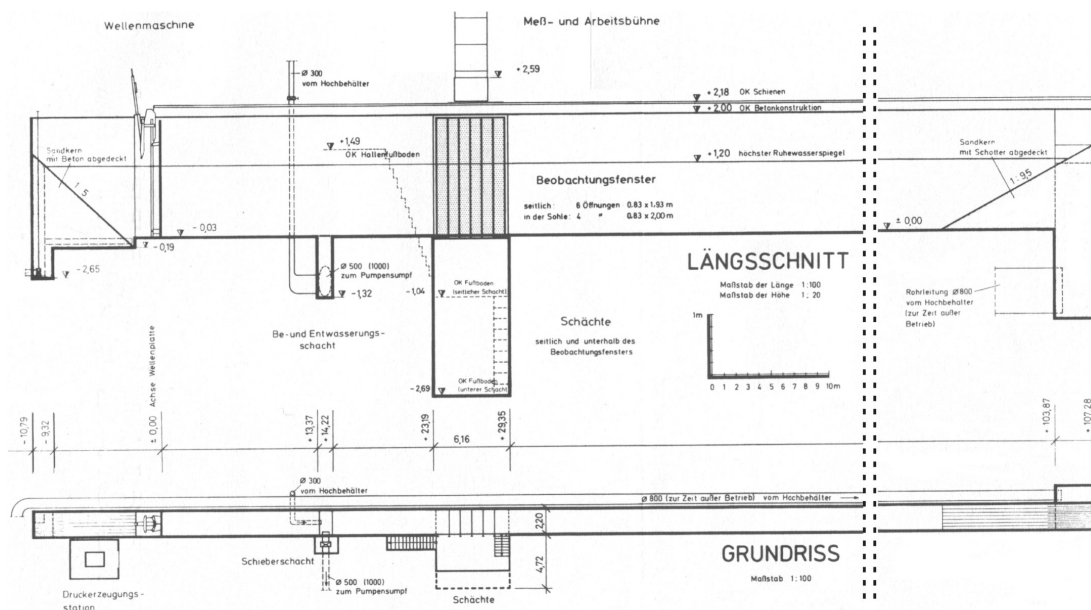 Wellenmaschine
Meß- und Arbeitsbühne
Ø 300
vom Hochbehälter
+ 2,59
+ 2,18 OK Schienen
+ 2,00 OK Betonkonstruktion
Sandkern
mit Beton abgedeckt
1:5
+1,49
OK Hallenfußboden
+1,20 höchster Ruhewasserspiegel
Sandkern
mit Schotter abgedeckt
1:9,5
Beobachtungsfenster
seitlich: 6 Öffnungen 0.83 x 1.93 m
in der Sohle: 4 " 0.83 x 2,00 m
- 0,03
± 0,00
- 0,19
- 2,65
Ø 500 (1000)
zum Pumpensumpf
- 1,32
- 1,04
OK Fußboden
(seitlicher Schacht)
LÄNGSSCHNITT
Maßstab der Länge 1:100
Maßstab der Höhe 1: 20
Rohrleitung Ø 800
vom Hochbehälter
(zur Zeit außer
Betrieb)
Be- und Entwässerungs-
schacht
Schächte
seitlich und unterhalb des
Beobachtungsfensters
1m
0 1 2 3 4 5 6 7 8 9 10m
- 2,69
OK Fußboden
(unterer Schacht)
- 10,79
- 9,32
± 0,00 Achse Wellenplatte
+ 13,37
+ 14,22
+ 23,19
6,16
+ 29,35
+ 103,87
+ 107,28
Ø 300
vom Hochbehälter
Ø 800 (zur Zeit außer Betrieb) vom Hochbehälter
2,20
4,72
Schieberschacht
GRUNDRISS
Maßstab 1:100
Ø 500 (1000)
zum Pumpensumpf
Schächte
Druckerzeugungs-
station